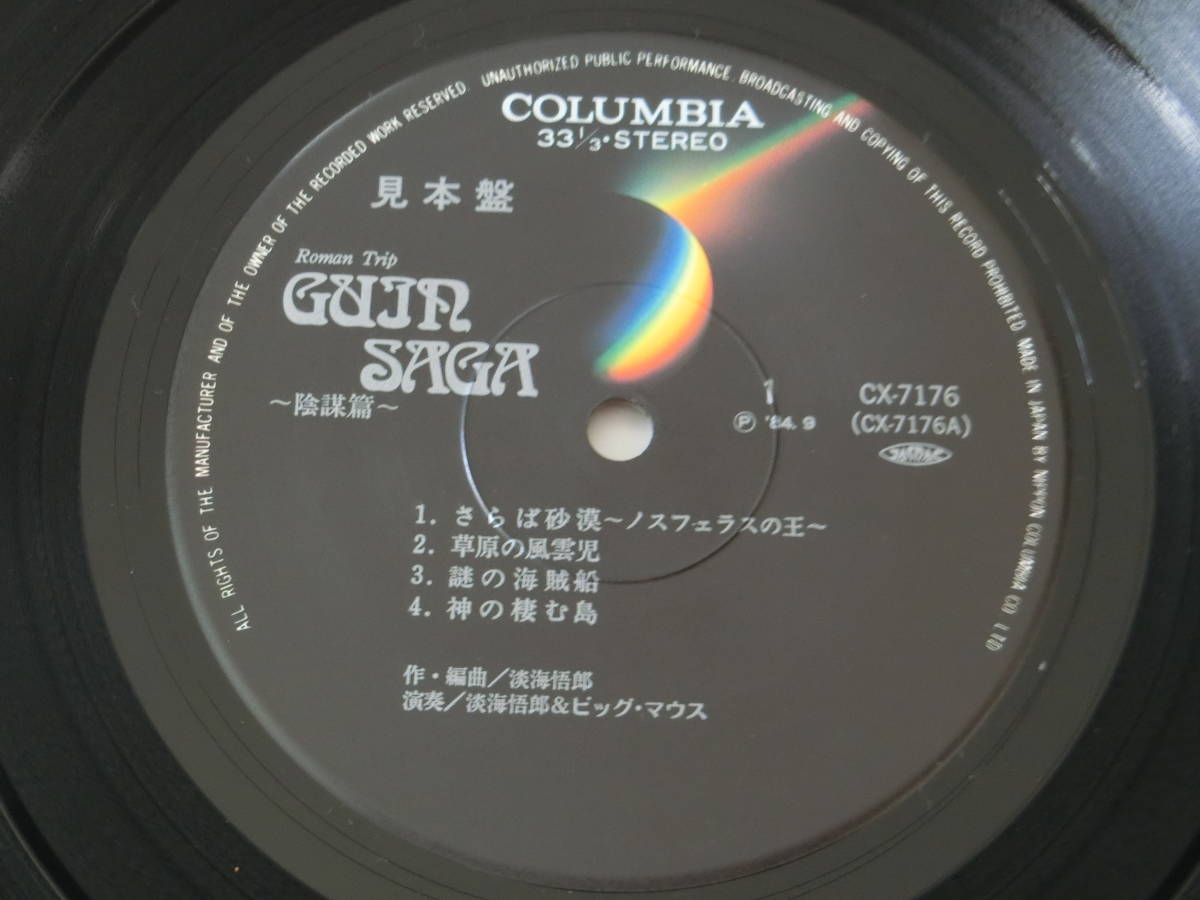 ALL RIGHTS OF THE MANUFACTURER AND OF THE OWNER OF THE RECORDED WORK RESERVED. UNAUTHORIZED PUBLIC PERFORMANCE. BROADCASTING AND COPYING OF THIS RECORD PROHIBITED MADE IN JAPAN BY NIPPON COLUMBIA CO. LTD
COLUMBIA
33 1/3・STEREO
見本盤
Roman Trip
GUIN
SAGA
〜陰謀篇〜
1
Ⓟ '84. 9
CX-7176
(CX-7176A)
1. さらば砂漠〜ノスフェラスの王〜
2. 草原の風雲児
3. 謎の海賊船
4. 神の棲む島
作・編曲/淡海悟郎
演奏/淡海悟郎&ビッグ・マウス